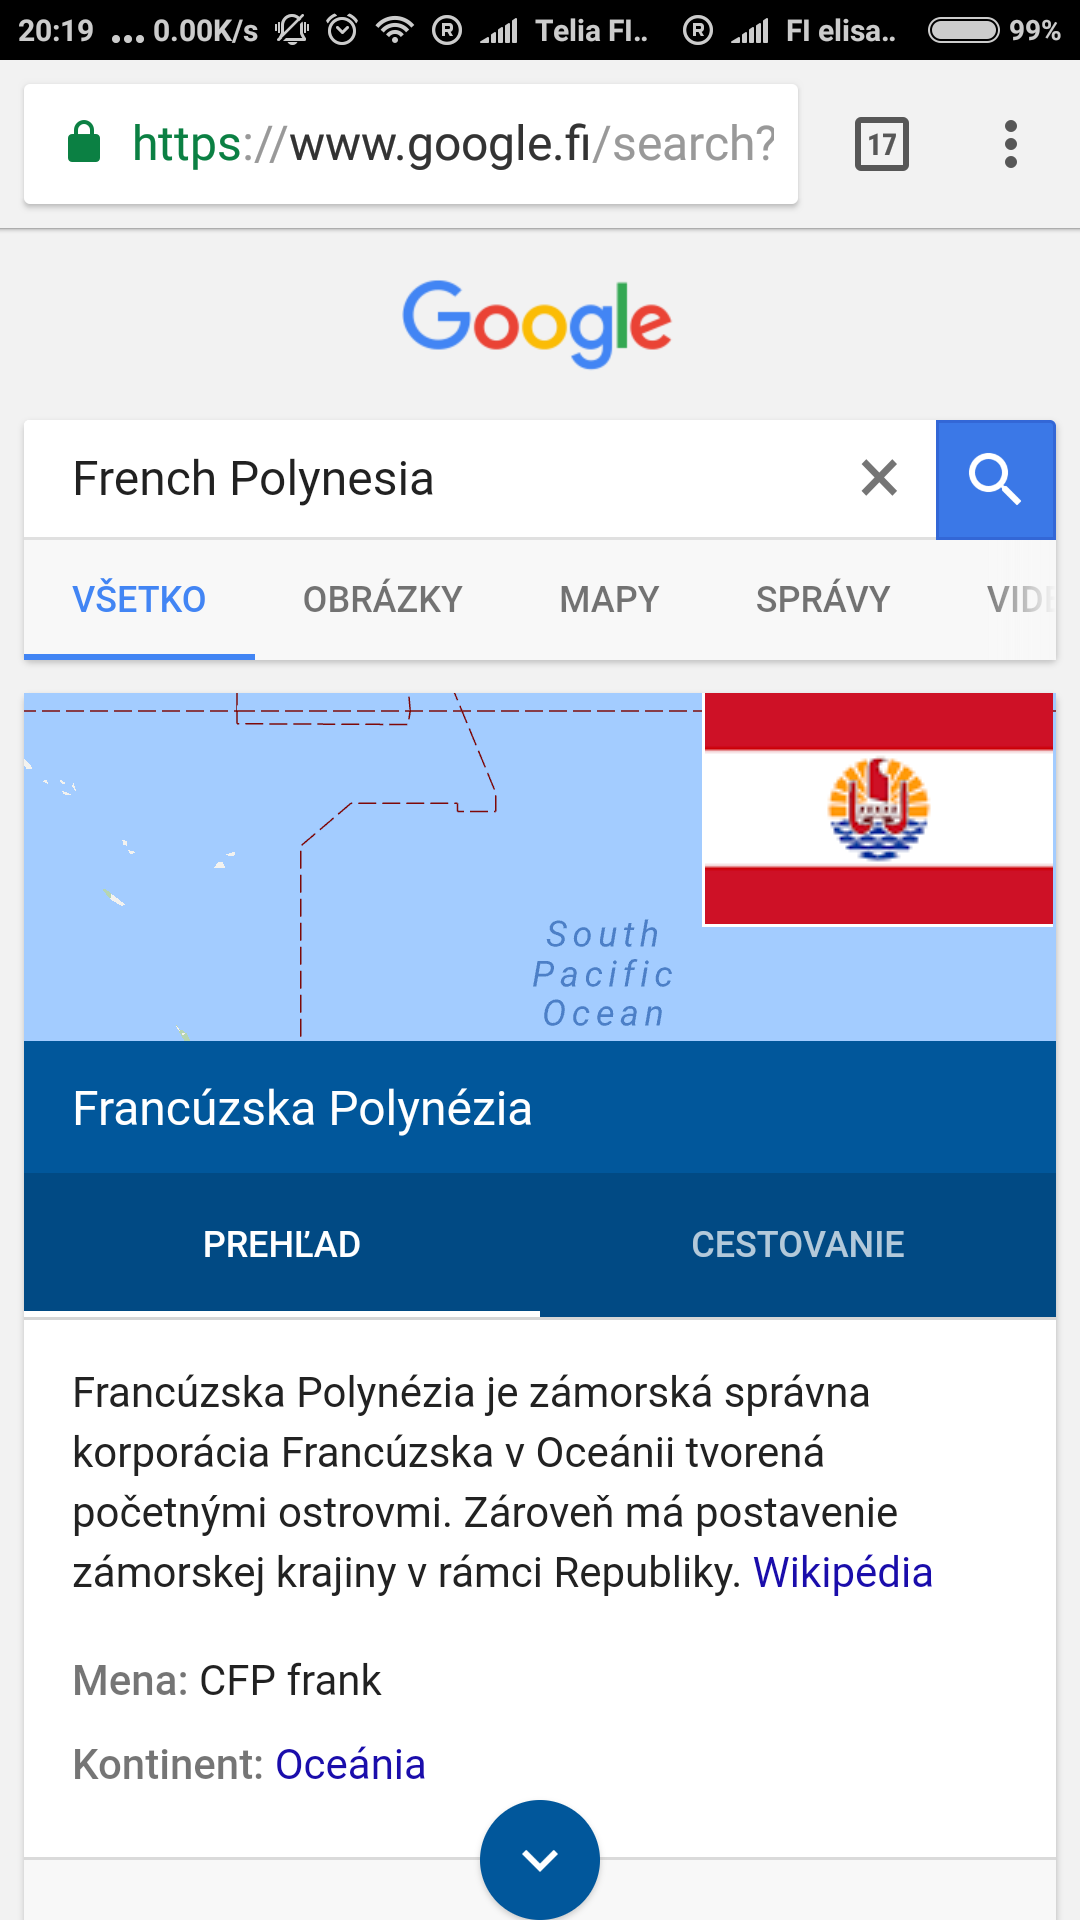 20:19 ... 0.00K/s R Telia FI... R FI elisa... 99%
https://www.google.fi/search? 17
Google
French Polynesia
VŠETKO OBRÁZKY MAPY SPRÁVY VIDE
South
Pacific
Ocean
Francúzska Polynézia
PREHĽAD CESTOVANIE
Francúzska Polynézia je zámorská správna
korporácia Francúzska v Oceánii tvorená
početnými ostrovmi. Zároveň má postavenie
zámorskej krajiny v rámci Republiky. Wikipédia
Mena: CFP frank
Kontinent: Oceánia